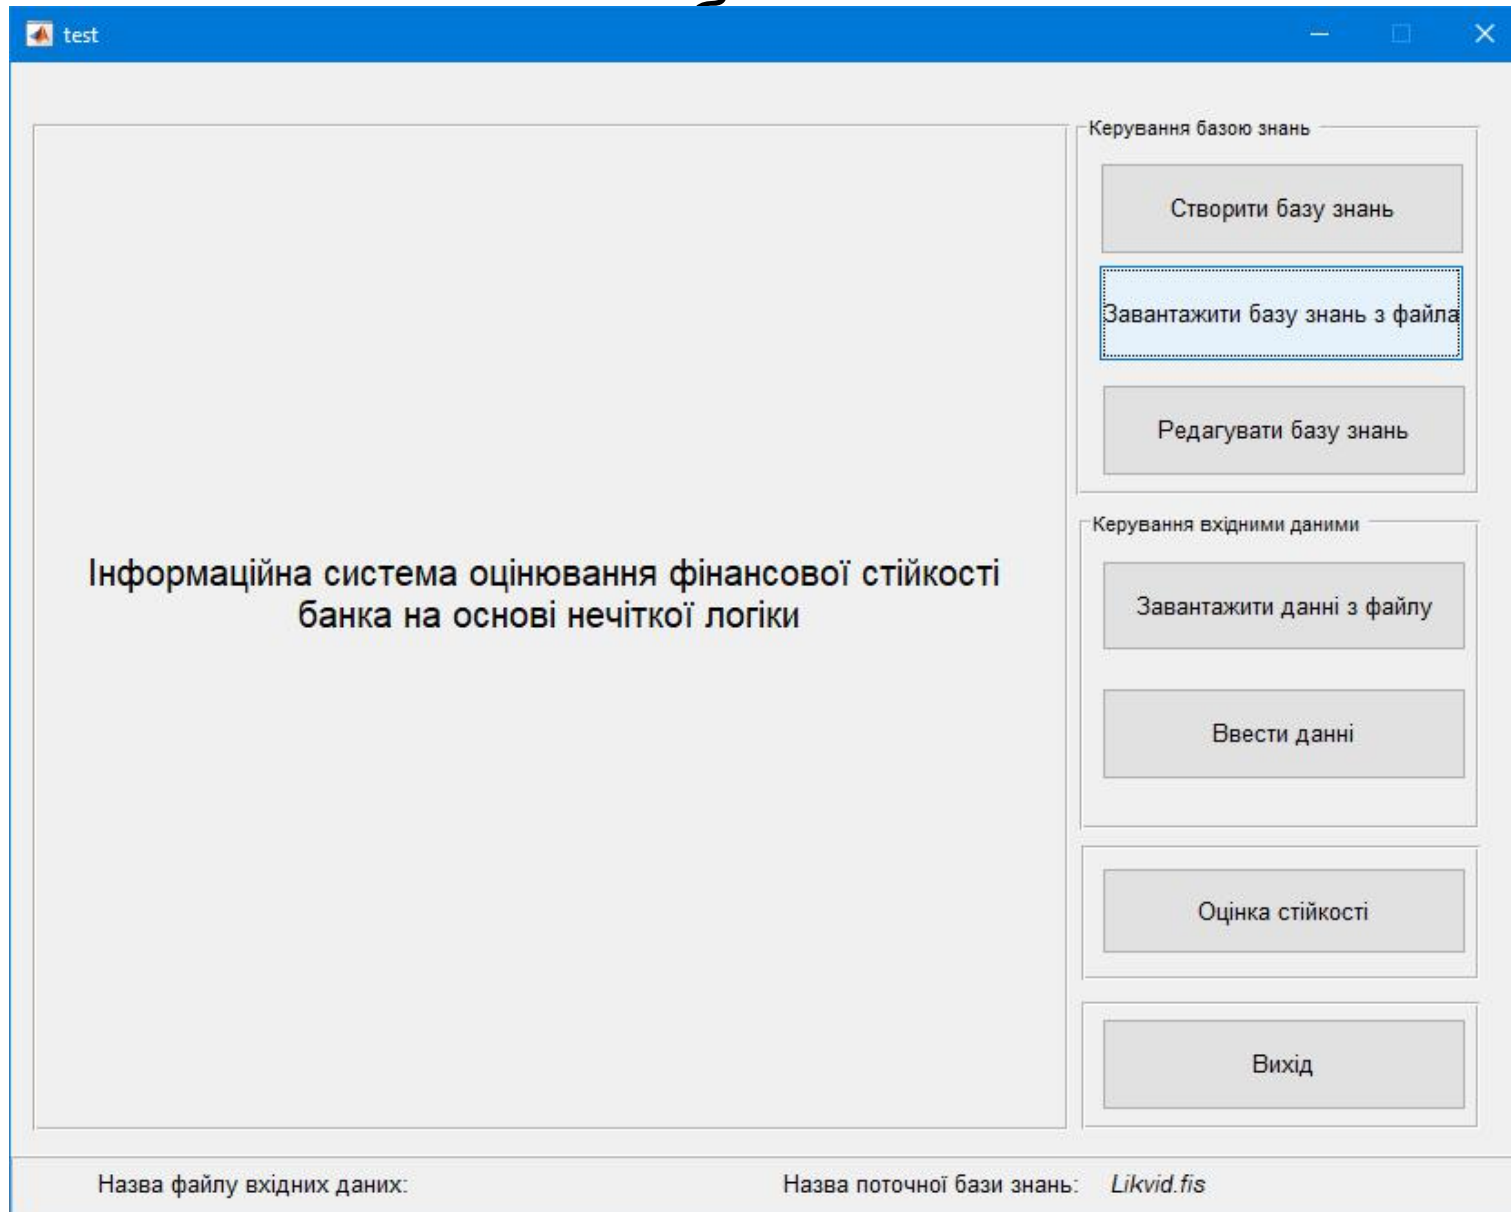 test
Керування базою знань
Створити базу знань
Завантажити базу знань з файла
Редагувати базу знань
Керування вхідними даними
Завантажити данні з файлу
Ввести данні
Оцінка стійкості
Вихід
Інформаційна система оцінювання фінансової стійкості
банка на основі нечіткої логіки
Назва файлу вхідних даних:
Назва поточної бази знань: Likvid.fis